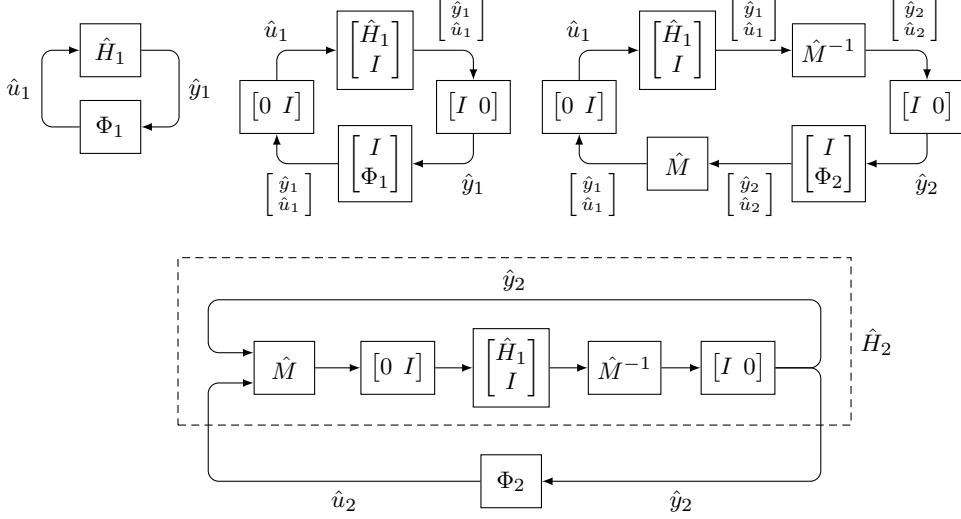 û₁
Ĥ₁
Φ₁
ŷ₁
û₁
[Ĥ₁
I]
[ŷ₁
û₁]
[0 I]
[I 0]
[I
Φ₁]
[ŷ₁
û₁]
ŷ₁
û₁
[Ĥ₁
I]
[ŷ₁
û₁]
M̂⁻¹
[ŷ₂
û₂]
[0 I]
[I 0]
M̂
[I
Φ₂]
[ŷ₁
û₁]
[ŷ₂
û₂]
ŷ₂
ŷ₂
M̂
[0 I]
[Ĥ₁
I]
M̂⁻¹
[I 0]
Ĥ₂
Φ₂
û₂
ŷ₂